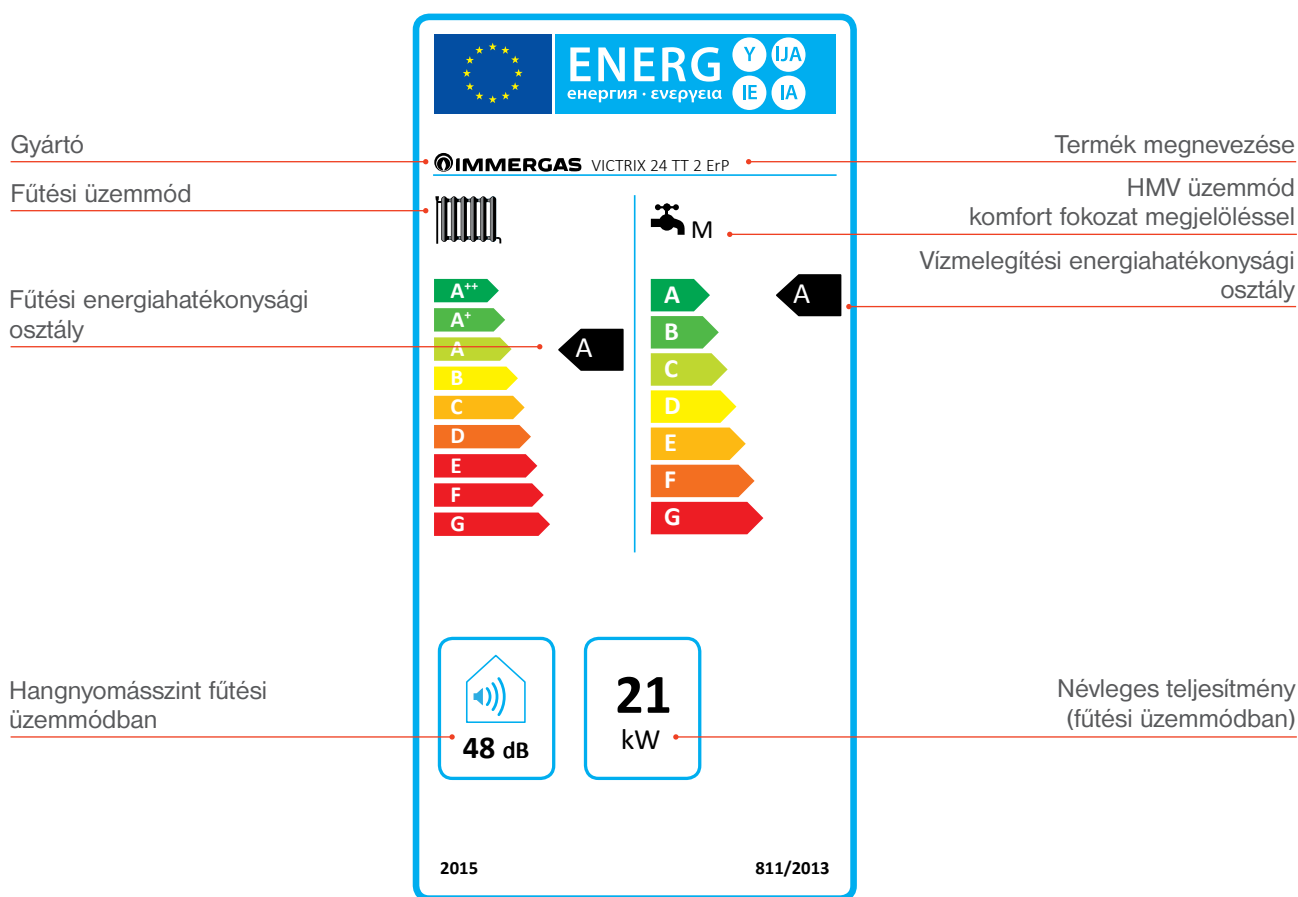 ENERG
енергия · ενεργεια
Y IJA
IE IA
Gyártó
IMMERGAS VICTRIX 24 TT 2 ErP
Termék megnevezése
Fűtési üzemmód
HMV üzemmód
komfort fokozat megjelöléssel
M
Vízmelegítési energiahatékonysági
osztály
Fűtési energiahatékonysági
osztály
A++
A+
A
B
C
D
E
F
G
A
A
B
C
D
E
F
G
A
Hangnyomásszint fűtési
üzemmódban
48 dB
21
kW
Névleges teljesítmény
(fűtési üzemmódban)
2015
811/2013